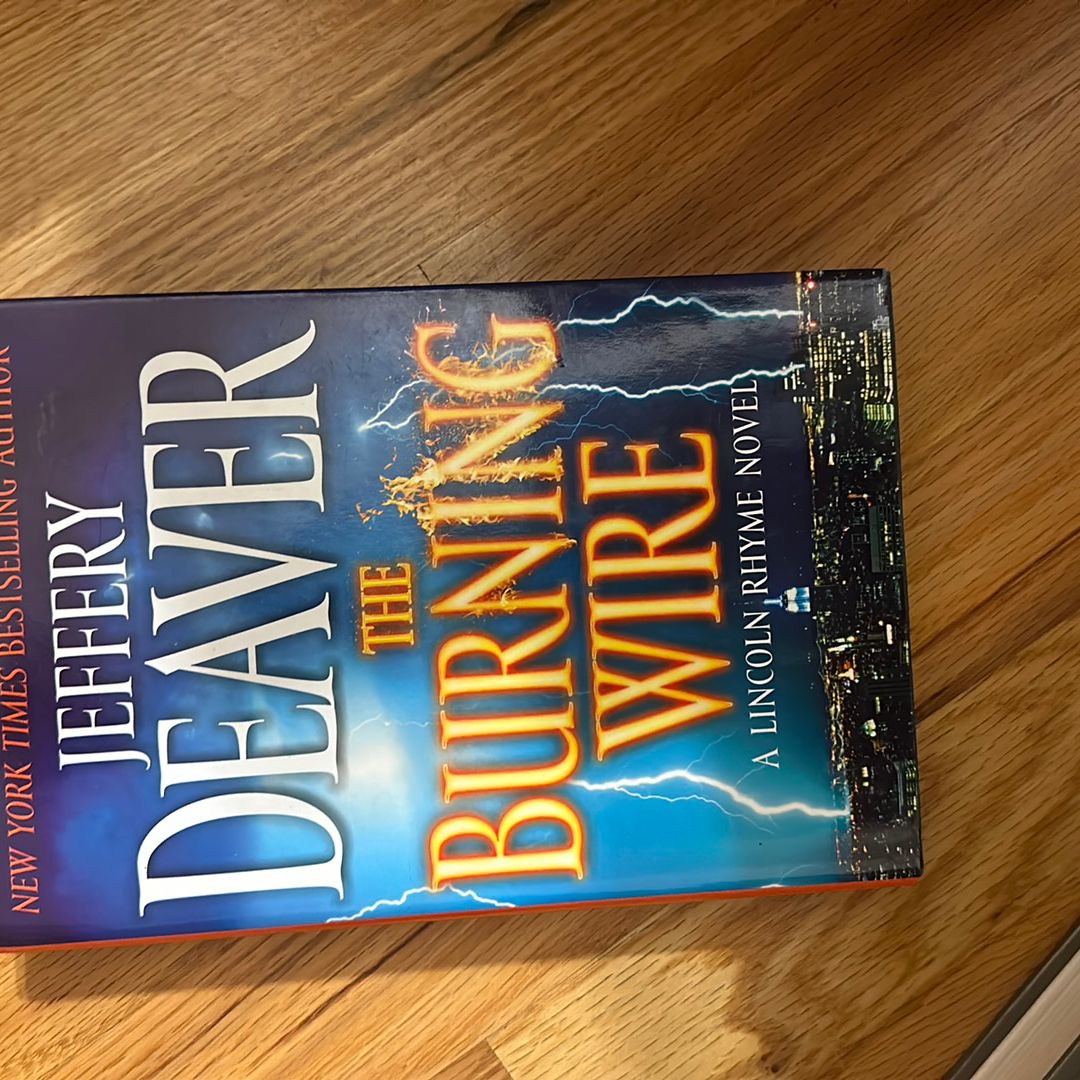 NEW YORK TIMES BESTSELLING AUTHOR
JEFFERY
DEAVER
THE
BURNING
WIRE
A LINCOLN RHYME NOVEL